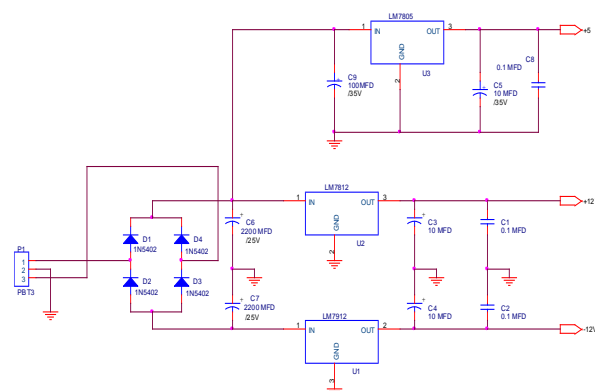 LM7805
1
IN
OUT
3
+5
GND
2
U3
C9
100MFD
/35V
C5
10 MFD
/35V
C8
0.1 MFD
LM7812
1
IN
OUT
3
+12
GND
2
U2
C6
2200 MFD
/25V
C3
10 MFD
C1
0.1 MFD
P1
1
2
3
PBT3
D1
1N5402
D4
1N5402
D2
1N5402
D3
1N5402
C7
2200 MFD
/25V
C4
10 MFD
C2
0.1 MFD
LM7912
1
IN
OUT
2
-12V
GND
3
U1